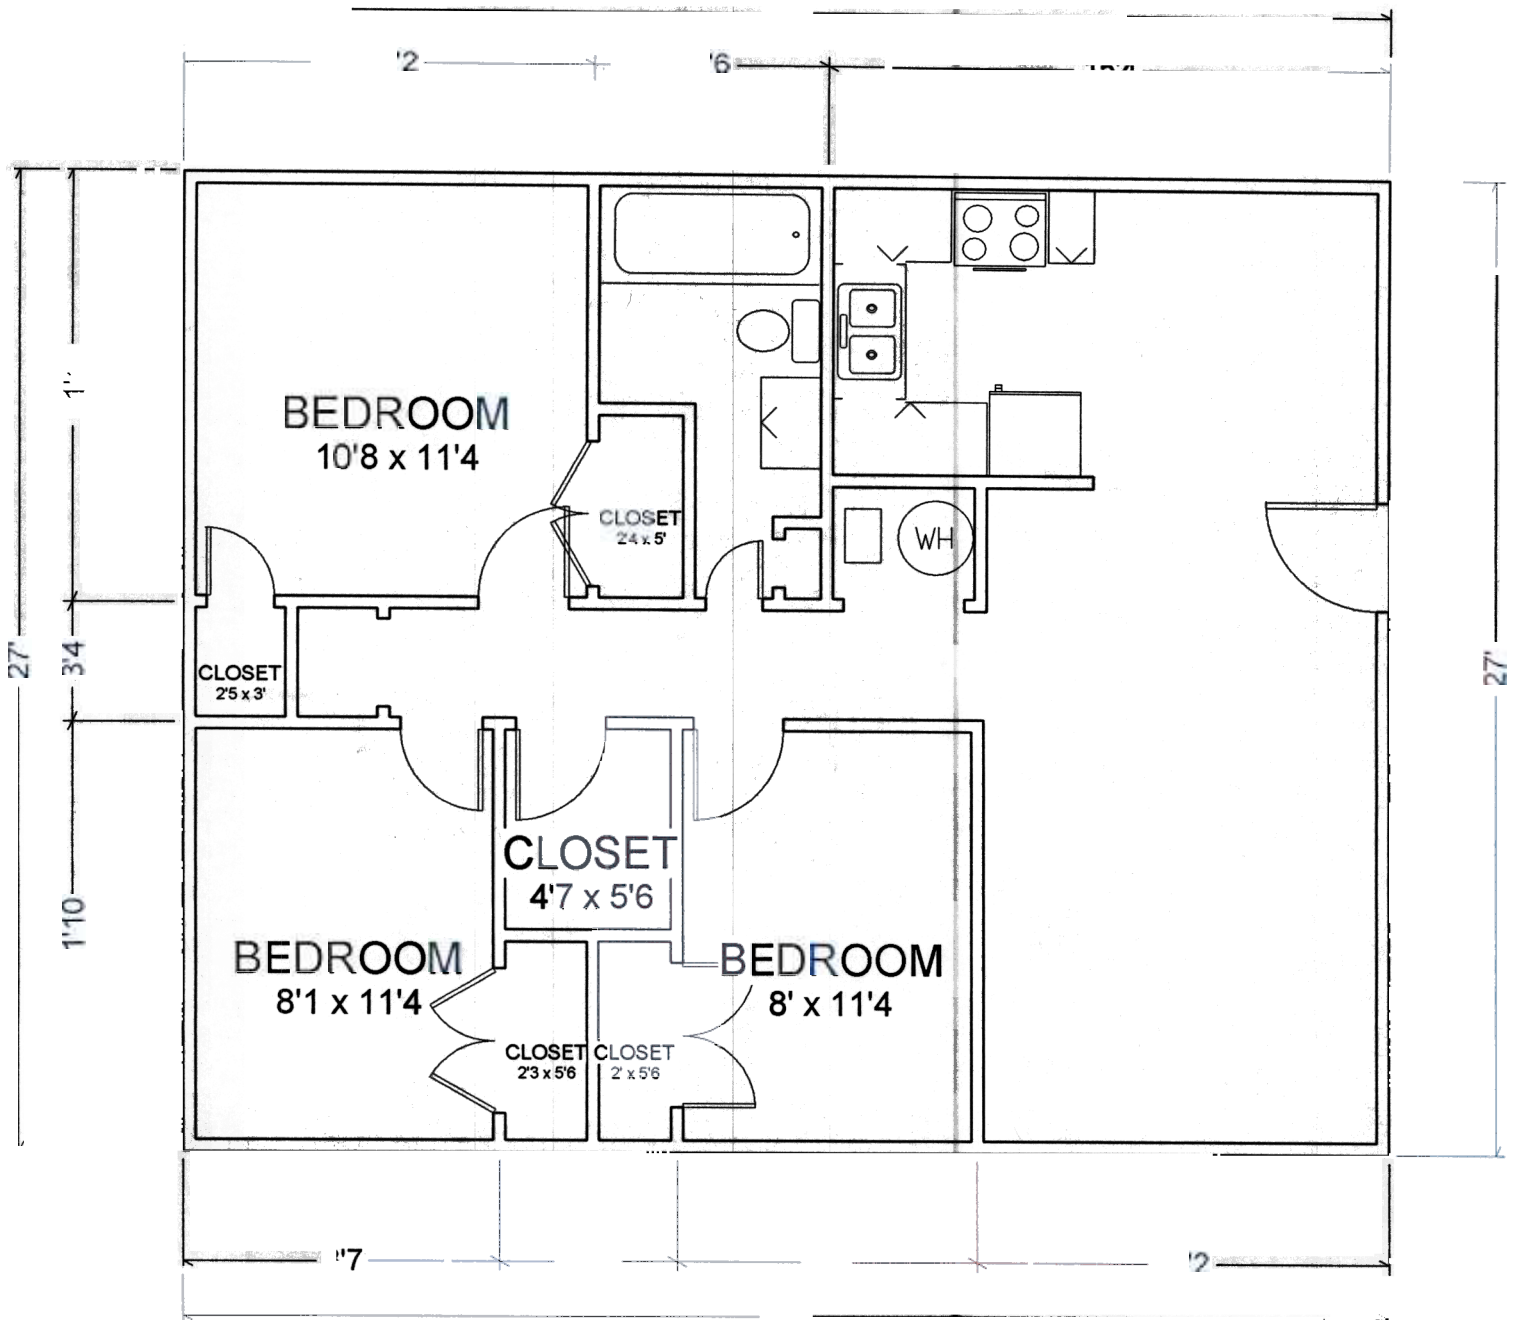 '2
'6
BEDROOM
10'8 x 11'4
CLOSET
2'4 x 5'
WH
27'
3'4
CLOSET
2'5 x 3'
27'
CLOSET
4'7 x 5'6
1'10
BEDROOM
8'1 x 11'4
BEDROOM
8' x 11'4
CLOSET
2'3 x 5'6
CLOSET
2' x 5'6
'7
'2